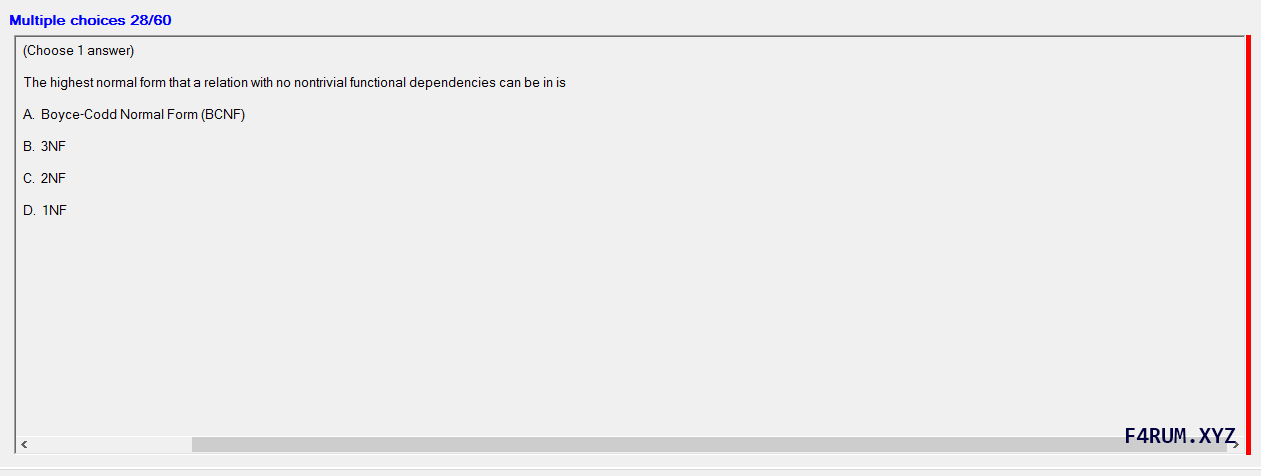 Multiple choices 28/60
(Choose 1 answer)
The highest normal form that a relation with no nontrivial functional dependencies can be in is
A. Boyce-Codd Normal Form (BCNF)
B. 3NF
C. 2NF
D. 1NF
F4RUM.XYZ